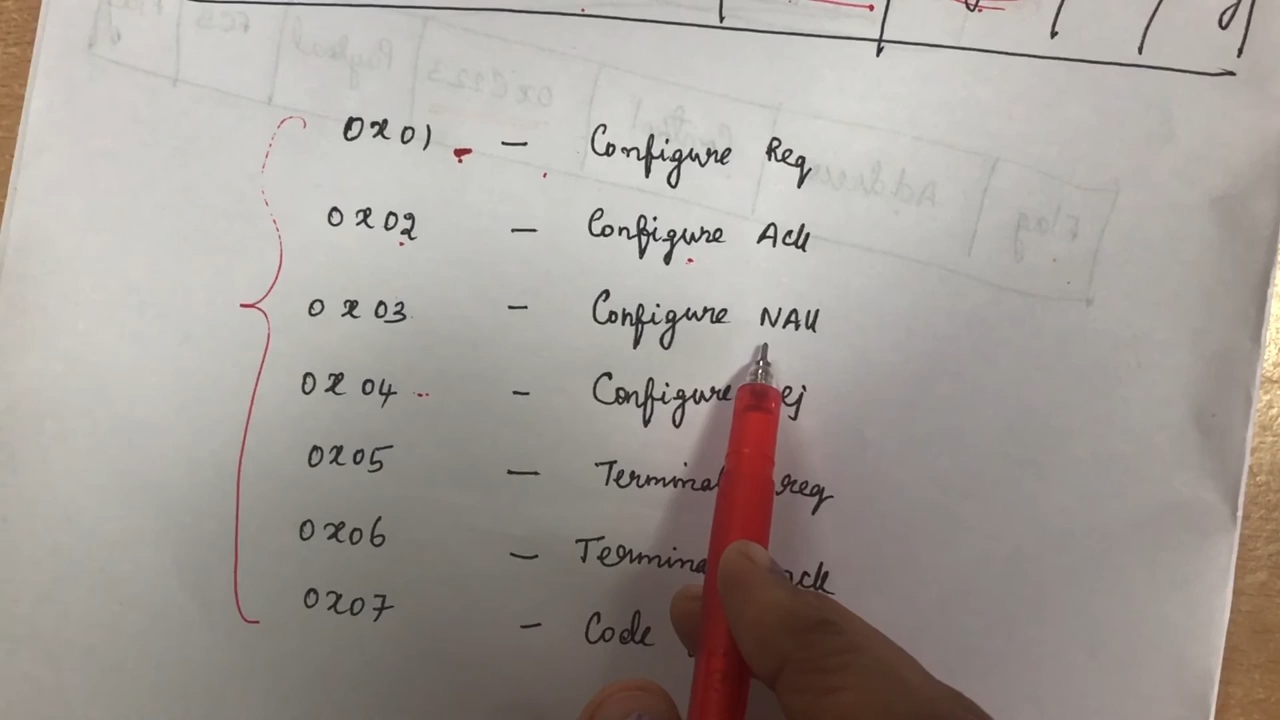 0x01 - Configure Req
0x02 - Configure Ack
0x03 - Configure NAK
0x04 - Configure ej
0x05 - Termina req
0x06 - Termina ack
0x07 - Code